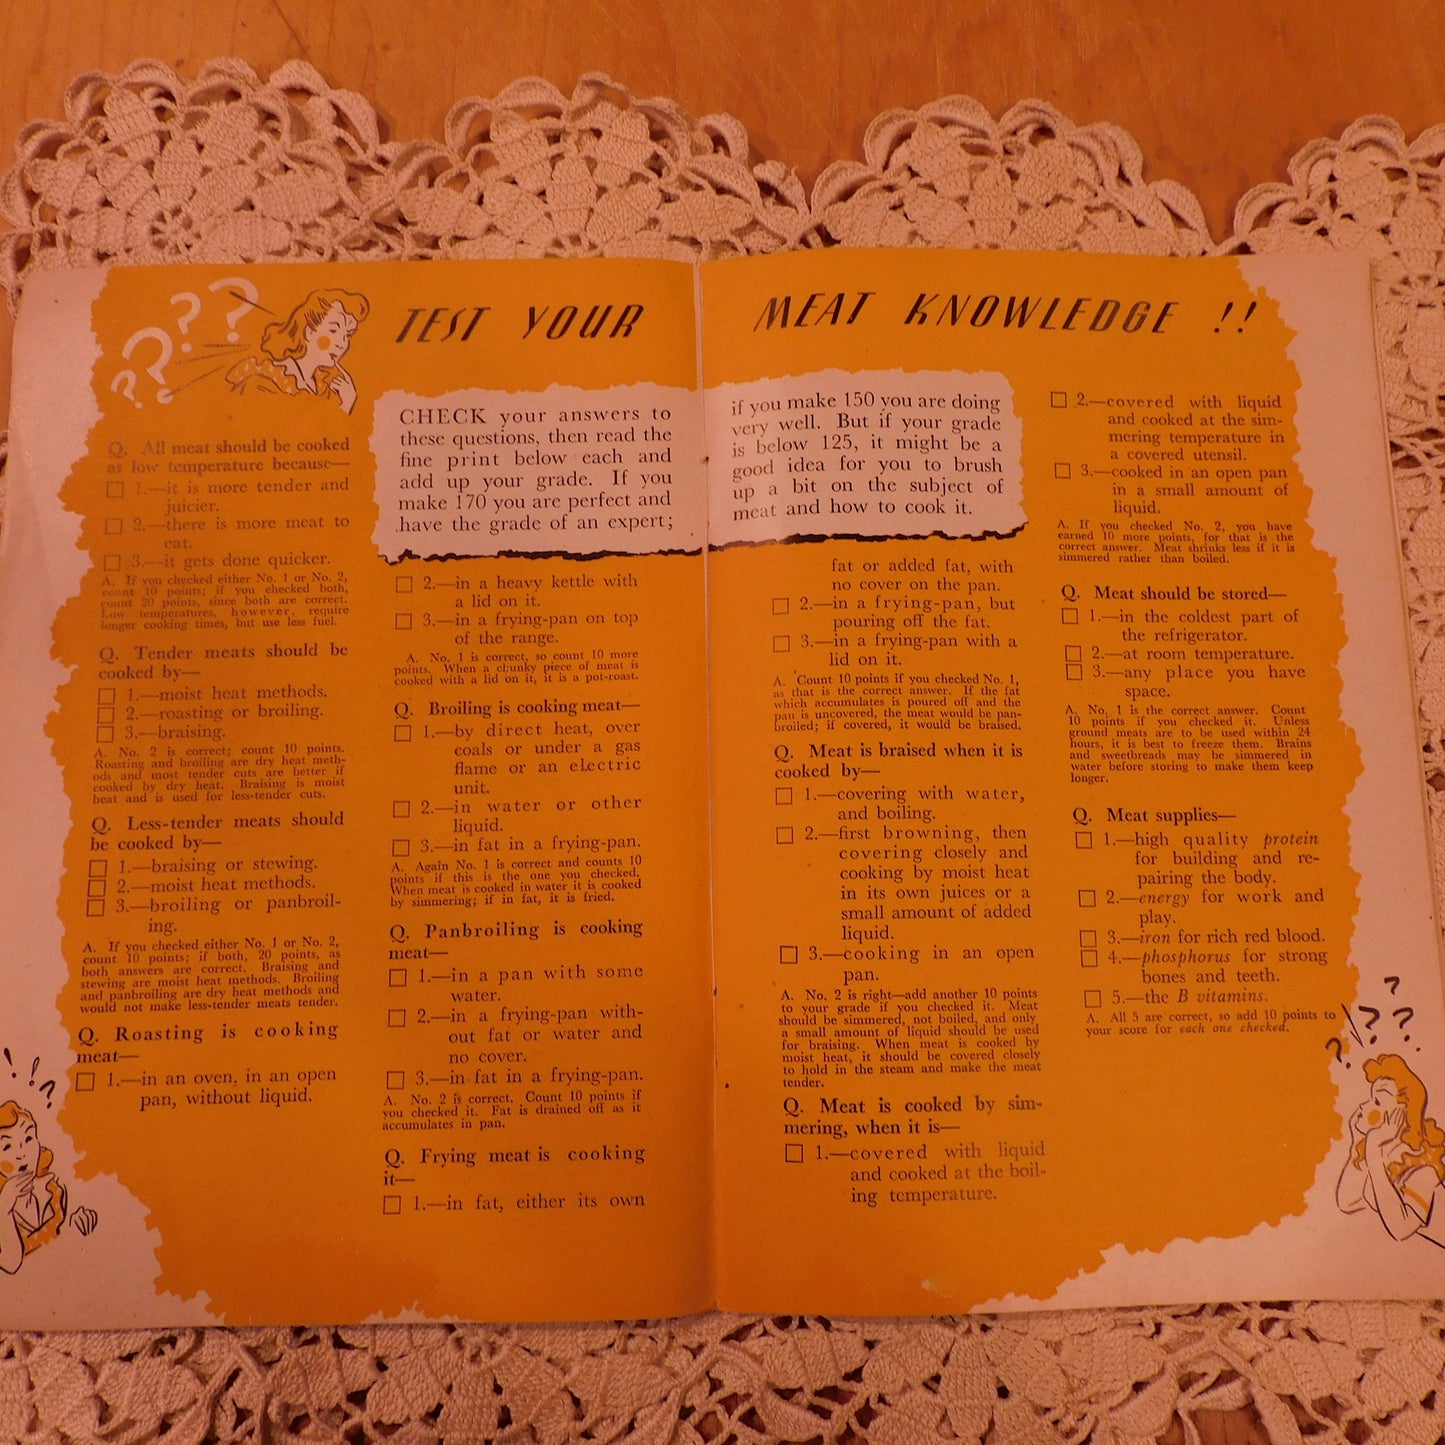 TEST YOUR MEAT KNOWLEDGE !!
CHECK your answers to
these questions, then read the
fine print below each and
add up your grade. If you
make 170 you are perfect and
have the grade of an expert;
if you make 150 you are doing
very well. But if your grade
is below 125, it might be a
good idea for you to brush
up a bit on the subject of
meat and how to cook it.
Q. All meat should be cooked
at low temperature because—
1.—it is more tender and
juicier.
2.—there is more meat to
eat.
3.—it gets done quicker.
A. If you checked either No. 1 or No. 2,
count 10 points; if you checked both,
count 20 points, since both are correct.
Low temperatures, however, require
longer cooking times, but use less fuel.
Q. Tender meats should be
cooked by—
1.—moist heat methods.
2.—roasting or broiling.
3.—braising.
A. No. 2 is correct; count 10 points.
Roasting and broiling are dry heat meth-
ods and most tender cuts are better if
cooked by dry heat. Braising is moist
heat and is used for less-tender cuts.
Q. Less-tender meats should
be cooked by—
1.—braising or stewing.
2.—moist heat methods.
3.—broiling or panbroil-
ing.
A. If you checked either No. 1 or No. 2,
count 10 points; if both, 20 points, as
both answers are correct. Braising and
stewing are moist heat methods. Broiling
and panbroiling are dry heat methods and
would not make less-tender meats tender.
Q. Roasting is cooking
meat—
1.—in an oven, in an open
pan, without liquid.
2.—in a heavy kettle with
a lid on it.
3.—in a frying-pan on top
of the range.
A. No. 1 is correct, so count 10 more
points. When a chunky piece of meat is
cooked with a lid on it, it is a pot-roast.
Q. Broiling is cooking meat—
1.—by direct heat, over
coals or under a gas
flame or an electric
unit.
2.—in water or other
liquid.
3.—in fat in a frying-pan.
A. Again No. 1 is correct and counts 10
points if this is the one you checked.
When meat is cooked in water it is cooked
by simmering; if in fat, it is fried.
Q. Panbroiling is cooking
meat—
1.—in a pan with some
water.
2.—in a frying-pan with-
out fat or water and
no cover.
3.—in fat in a frying-pan.
A. No. 2 is correct. Count 10 points if
you checked it. Fat is drained off as it
accumulates in pan.
Q. Frying meat is cooking
it—
1.—in fat, either its own
fat or added fat, with
no cover on the pan.
2.—in a frying-pan, but
pouring off the fat.
3.—in a frying-pan with a
lid on it.
A. Count 10 points if you checked No. 1,
as that is the correct answer. If the fat
which accumulates is poured off and the
pan is uncovered, the meat would be pan-
broiled; if covered, it would be braised.
Q. Meat is braised when it is
cooked by—
1.—covering with water,
and boiling.
2.—first browning, then
covering closely and
cooking by moist heat
in its own juices or a
small amount of added
liquid.
3.—cooking in an open
pan.
A. No. 2 is right—add another 10 points
to your grade if you checked it. Meat
should be simmered, not boiled, and only
a small amount of liquid should be used
for braising. When meat is cooked by
moist heat, it should be covered closely
to hold in the steam and make the meat
tender.
Q. Meat is cooked by sim-
mering, when it is—
1.—covered with liquid
and cooked at the boil-
ing temperature.
2.—covered with liquid
and cooked at the sim-
mering temperature in
a covered utensil.
3.—cooked in an open pan
in a small amount of
liquid.
A. If you checked No. 2, you have
earned 10 more points, for that is the
correct answer. Meat shrinks less if it is
simmered rather than boiled.
Q. Meat should be stored—
1.—in the coldest part of
the refrigerator.
2.—at room temperature.
3.—any place you have
space.
A. No. 1 is the correct answer. Count
10 points if you checked it. Unless
ground meats are to be used within 24
hours, it is best to freeze them. Brains
and sweetbreads may be simmered in
water before storing to make them keep
longer.
Q. Meat supplies—
1.—high quality protein
for building and re-
pairing the body.
2.—energy for work and
play.
3.—iron for rich red blood.
4.—phosphorus for strong
bones and teeth.
5.—the B vitamins.
A. All 5 are correct, so add 10 points to
your score for each one checked.